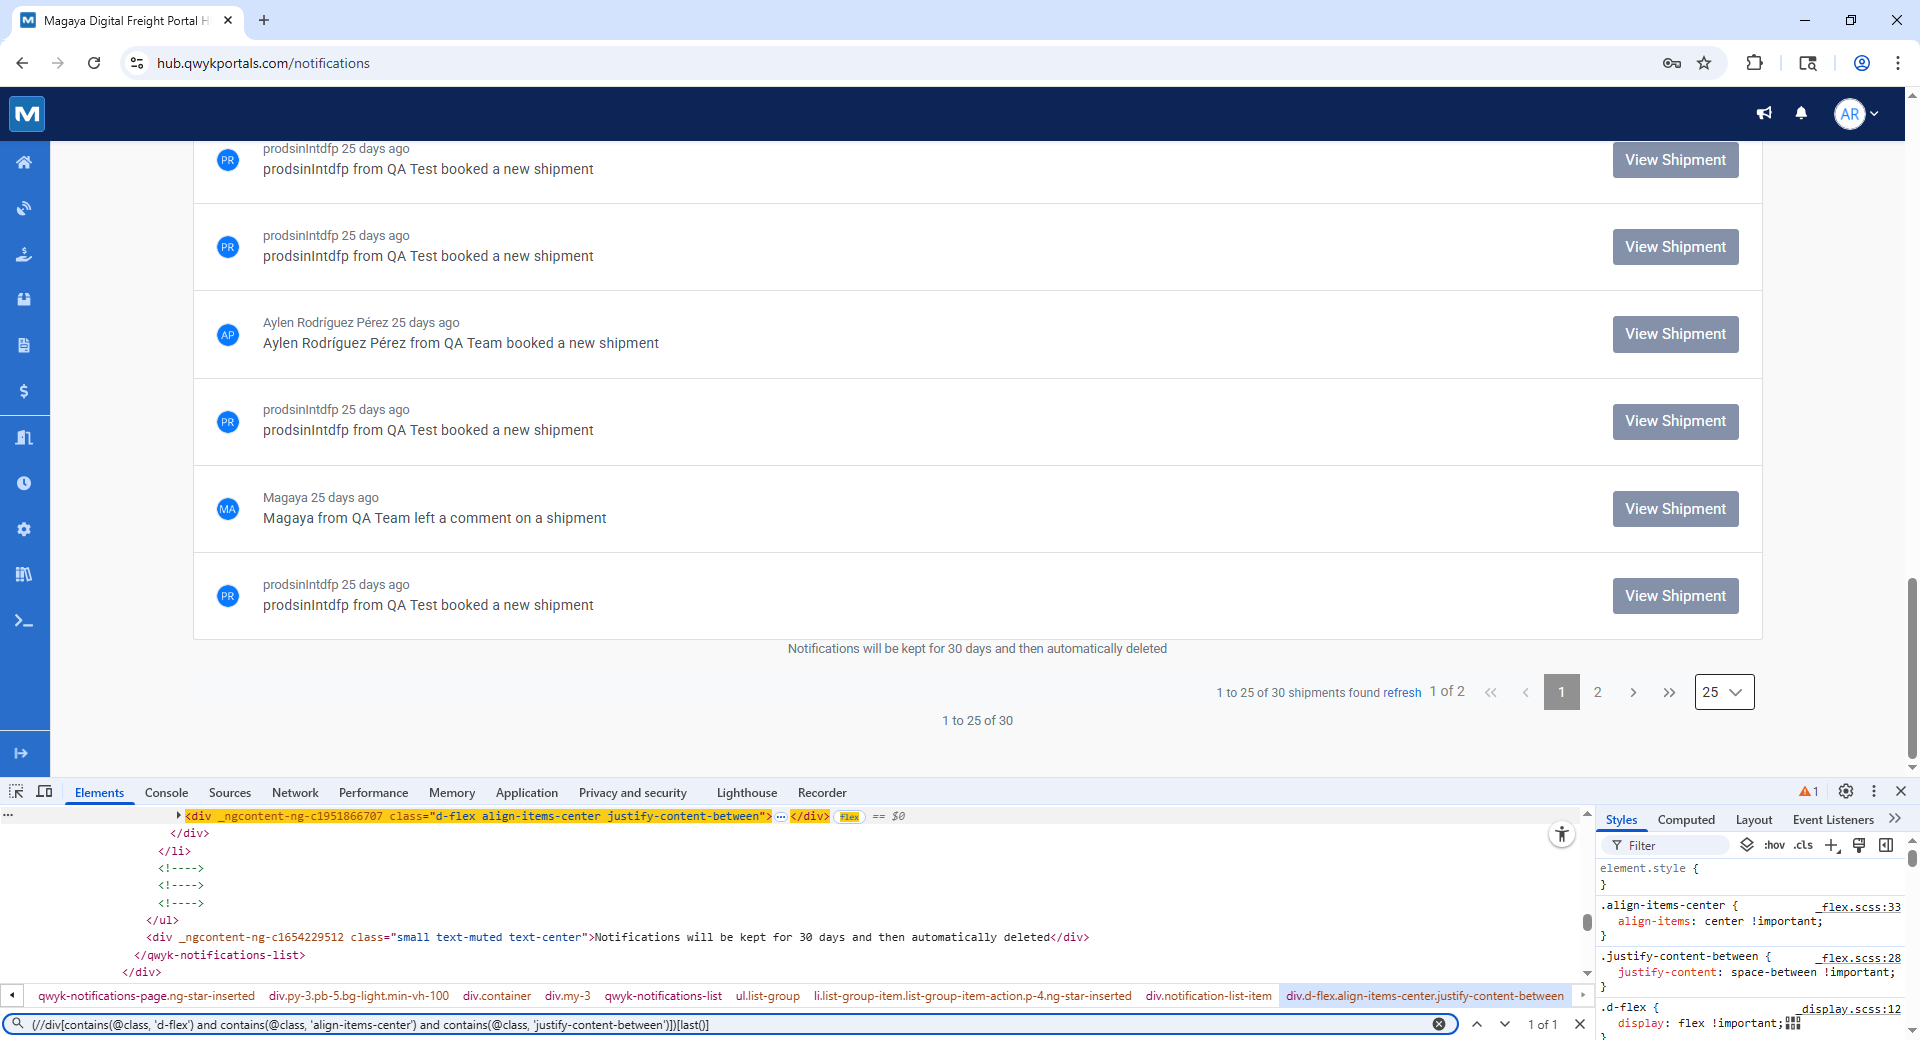 Magaya Digital Freight Portal H
hub.qwykportals.com/notifications
AR
PR
prodsinIntdfp 25 days ago
prodsinIntdfp from QA Test booked a new shipment
View Shipment
PR
prodsinIntdfp 25 days ago
prodsinIntdfp from QA Test booked a new shipment
View Shipment
AP
Aylen Rodríguez Pérez 25 days ago
Aylen Rodríguez Pérez from QA Team booked a new shipment
View Shipment
PR
prodsinIntdfp 25 days ago
prodsinIntdfp from QA Test booked a new shipment
View Shipment
MA
Magaya 25 days ago
Magaya from QA Team left a comment on a shipment
View Shipment
PR
prodsinIntdfp 25 days ago
prodsinIntdfp from QA Test booked a new shipment
View Shipment
Notifications will be kept for 30 days and then automatically deleted
1 to 25 of 30 shipments found refresh 1 of 2 « ‹ 1 2 › » 25
1 to 25 of 30
Elements Console Sources Network Performance Memory Application Privacy and security Lighthouse Recorder 1
<div _ngcontent-ng-c1951866707 class="d-flex align-items-center justify-content-between"> … </div> flex == $0
</div>
</li>
<!---->
<!---->
<!---->
</ul>
<div _ngcontent-ng-c1654229512 class="small text-muted text-center">Notifications will be kept for 30 days and then automatically deleted</div>
</qwyk-notifications-list>
</div>
qwyk-notifications-page.ng-star-inserted div.py-3.pb-5.bg-light.min-vh-100 div.container div.my-3 qwyk-notifications-list ul.list-group li.list-group-item.list-group-item-action.p-4.ng-star-inserted div.notification-list-item div.d-flex.align-items-center.justify-content-between
(//div[contains(@class, 'd-flex') and contains(@class, 'align-items-center') and contains(@class, 'justify-content-between')])[last()]
1 of 1
Styles Computed Layout Event Listeners
Filter :hov .cls
element.style {
}
.align-items-center { _flex.scss:33
align-items: center !important;
}
.justify-content-between { _flex.scss:28
justify-content: space-between !important;
}
.d-flex { _display.scss:12
display: flex !important;
}